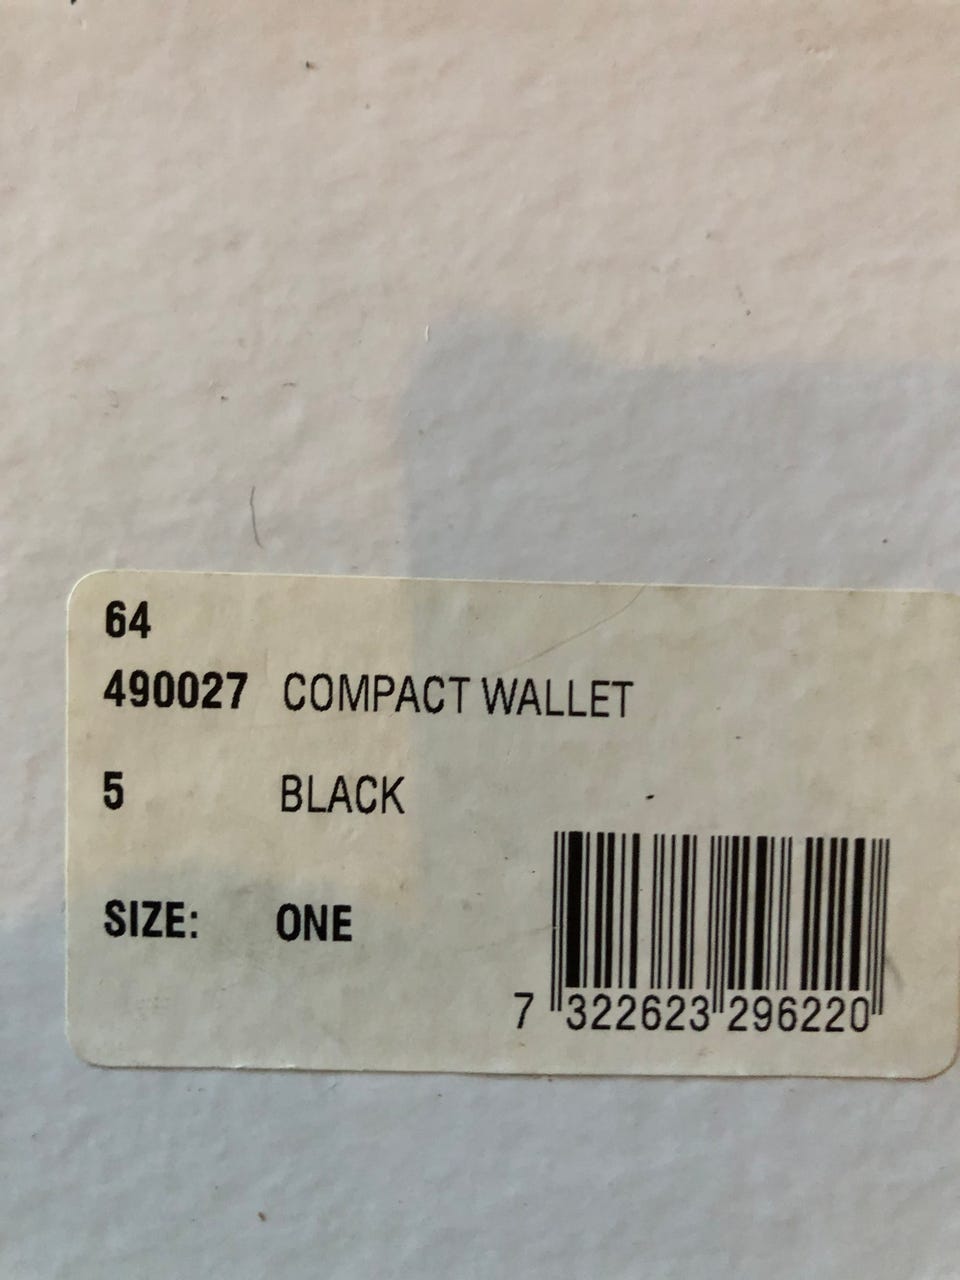 64
490027 COMPACT WALLET
5 BLACK
SIZE: ONE
7 322623 296220